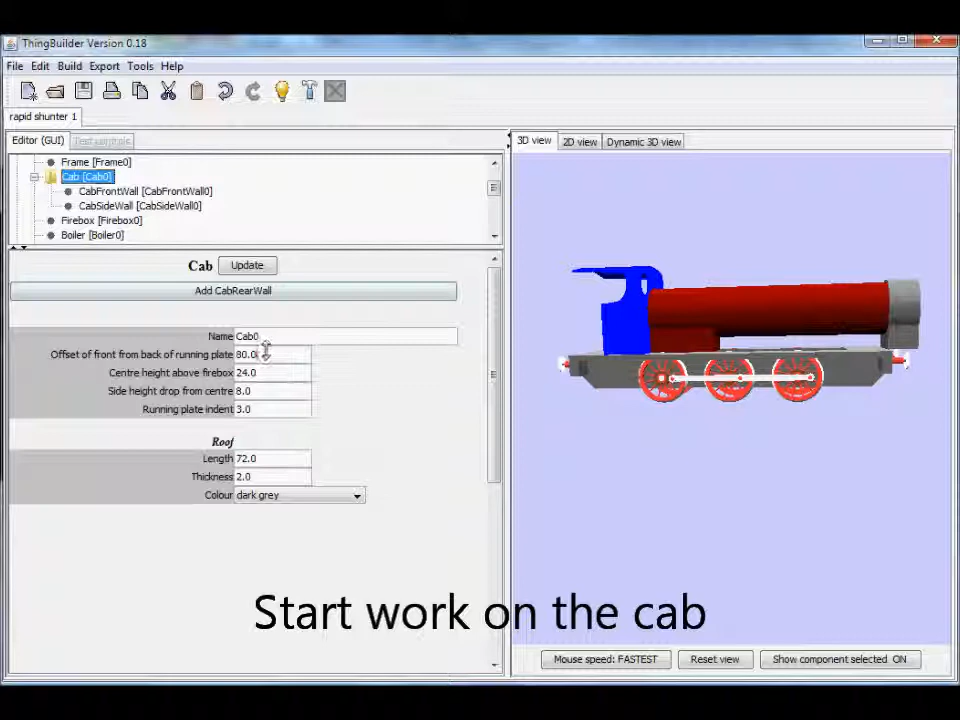 ThingBuilder Version 0.18
File Edit Build Export Tools Help
rapid shunter 1
Editor (GUI) Test controls
3D view 2D view Dynamic 3D view
Frame [Frame0]
Cab [Cab0]
CabFrontWall [CabFrontWall0]
CabSideWall [CabSideWall0]
Firebox [Firebox0]
Boiler [Boiler0]
Cab Update
Add CabRearWall
Name Cab0
Offset of front from back of running plate 80.0
Centre height above firebox 24.0
Side height drop from centre 8.0
Running plate indent 3.0
Roof
Length 72.0
Thickness 2.0
Colour dark grey
Start work on the cab
Mouse speed: FASTEST Reset view Show component selected ON